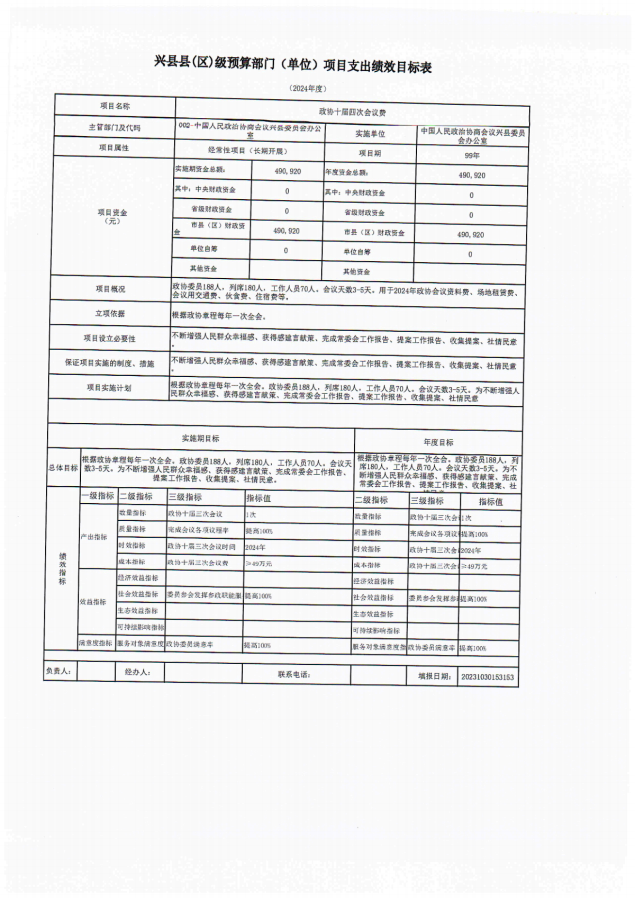 兴县县(区)级预算部门（单位）项目支出绩效目标表
（2024年度）
项目名称 政协十届四次会议费
主管部门及代码 002-中国人民政治协商会议兴县委员会办公室 实施单位 中国人民政治协商会议兴县委员会办公室
项目属性 经常性项目（长期开展） 项目期 99年
项目资金（元） 实施期资金总额： 490,920 年度资金总额： 490,920
其中：中央财政资金 0 其中：中央财政资金 0
省级财政资金 0 省级财政资金 0
市县（区）财政资金 490,920 市县（区）财政资金 490,920
单位自筹 0 单位自筹 0
其他资金 其他资金
项目概况 政协委员188人，列席180人，工作人员70人，会议天数3-5天。用于2024年政协会议资料费、场地租赁费、
会议用交通费、伙食费、住宿费等。
立项依据 根据政协章程每年一次全会。
项目设立必要性 不断增强人民群众幸福感、获得感建言献策、完成常委会工作报告、提案工作报告、收集提案、社情民意
。
保证项目实施的制度、措施 不断增强人民群众幸福感、获得感建言献策、完成常委会工作报告、提案工作报告、收集提案、社情民意
。
项目实施计划 根据政协章程每年一次全会。政协委员188人，列席180人，工作人员70人。会议天数3-5天。为不断增强人
民群众幸福感、获得感建言献策、完成常委会工作报告、提案工作报告、收集提案、社情民意
实施期目标 年度目标
总体目标 根据政协章程每年一次全会。政协委员188人，列席180人，工作人员70人。会议天
数3-5天。为不断增强人民群众幸福感、获得感建言献策、完成常委会工作报告、
提案工作报告、收集提案、社情民意。
根据政协章程每年一次全会。政协委员188人，列
席180人，工作人员70人。会议天数3-5天。为不断
增强人民群众幸福感、获得感建言献策、完成
常委会工作报告、提案工作报告、收集提案、社
绩效指标 一级指标 二级指标 三级指标 指标值 二级指标 三级指标 指标值
产出指标 数量指标 政协十届三次会议 1次 数量指标 政协十届三次会 1次
质量指标 完成会议各项议程率 提高100% 质量指标 完成会议各项议 提高100%
时效指标 政协十届三次会议时间 2024年 时效指标 政协十届三次会 2024年
成本指标 政协十届三次会议费 ≥49万元 成本指标 政协十届三次会 ≥49万元
效益指标 经济效益指标 经济效益指标
社会效益指标 委员参会发挥参政职能服 提高100% 社会效益指标 委员参会发挥参 提高100%
生态效益指标 生态效益指标
可持续影响指标 可持续影响指标
满意度指标 服务对象满意度 政协委员满意率 提高100% 服务对象满意度指 政协委员满意 提高100%
负责人： 经办人： 联系电话： 填报日期： 20231030153153